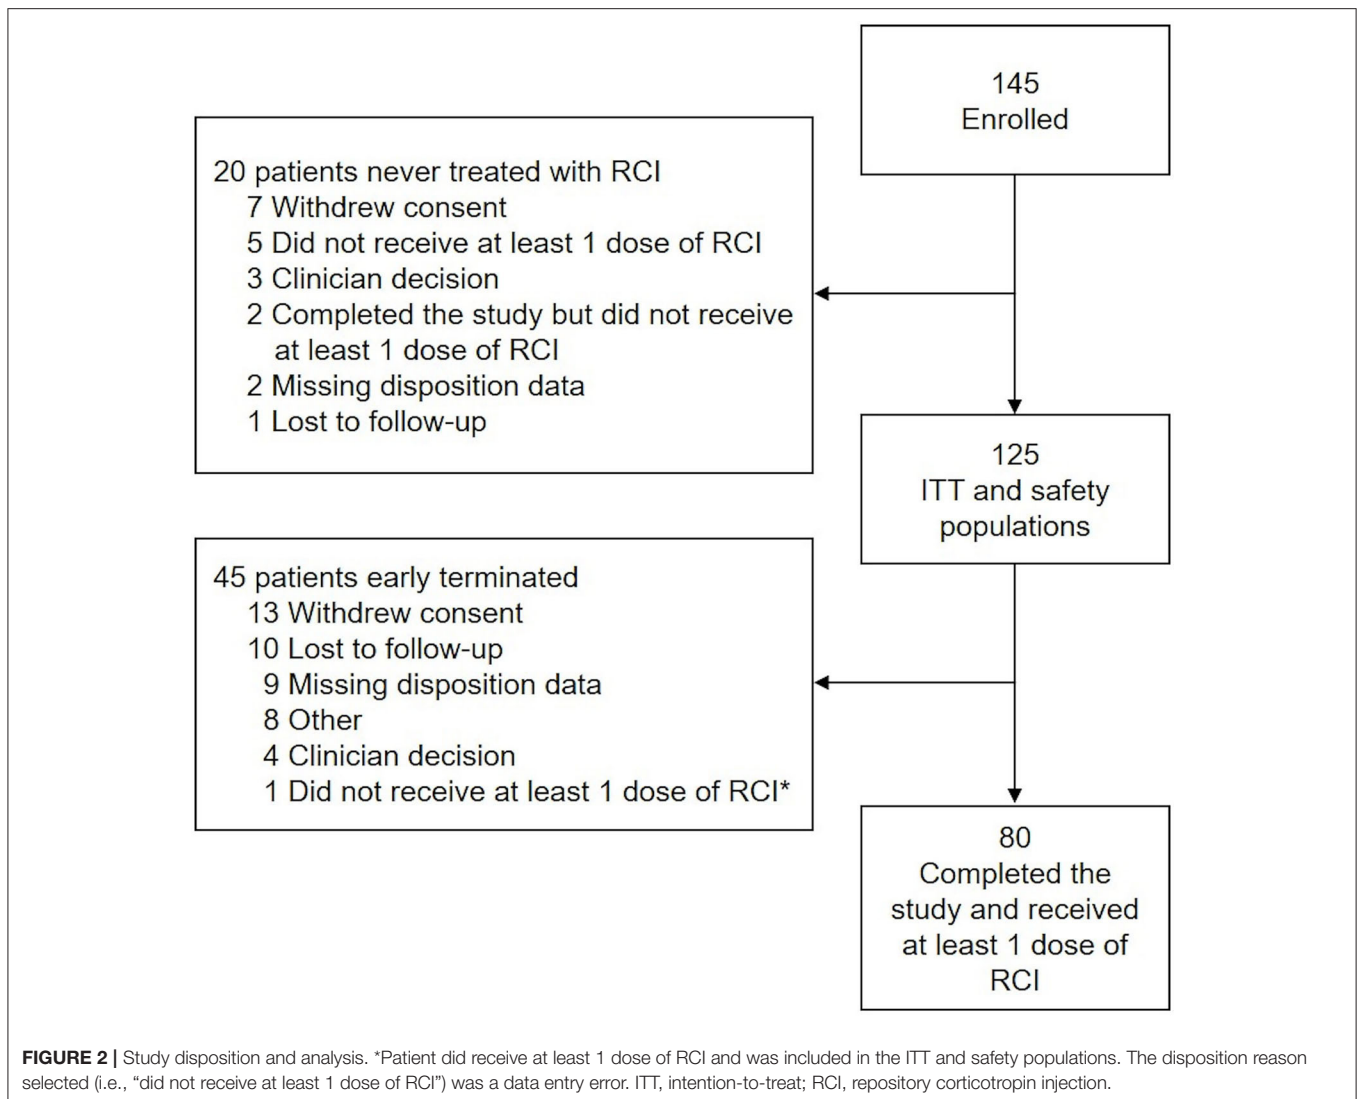 145
Enrolled
20 patients never treated with RCI
7 Withdrew consent
5 Did not receive at least 1 dose of RCI
3 Clinician decision
2 Completed the study but did not receive
at least 1 dose of RCI
2 Missing disposition data
1 Lost to follow-up
125
ITT and safety
populations
45 patients early terminated
13 Withdrew consent
10 Lost to follow-up
9 Missing disposition data
8 Other
4 Clinician decision
1 Did not receive at least 1 dose of RCI*
80
Completed the
study and received
at least 1 dose of
RCI
FIGURE 2 | Study disposition and analysis. *Patient did receive at least 1 dose of RCI and was included in the ITT and safety populations. The disposition reason
selected (i.e., “did not receive at least 1 dose of RCI”) was a data entry error. ITT, intention-to-treat; RCI, repository corticotropin injection.